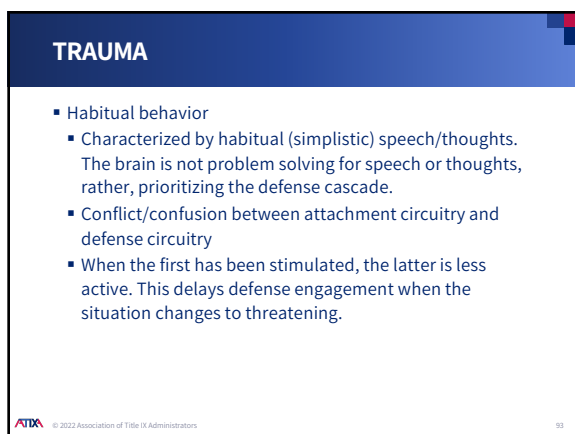 TRAUMA
▪ Habitual behavior
▪ Characterized by habitual (simplistic) speech/thoughts.
The brain is not problem solving for speech or thoughts,
rather, prioritizing the defense cascade.
▪ Conflict/confusion between attachment circuitry and
defense circuitry
▪ When the first has been stimulated, the latter is less
active. This delays defense engagement when the
situation changes to threatening.
ATIXA © 2022 Association of Title IX Administrators 93